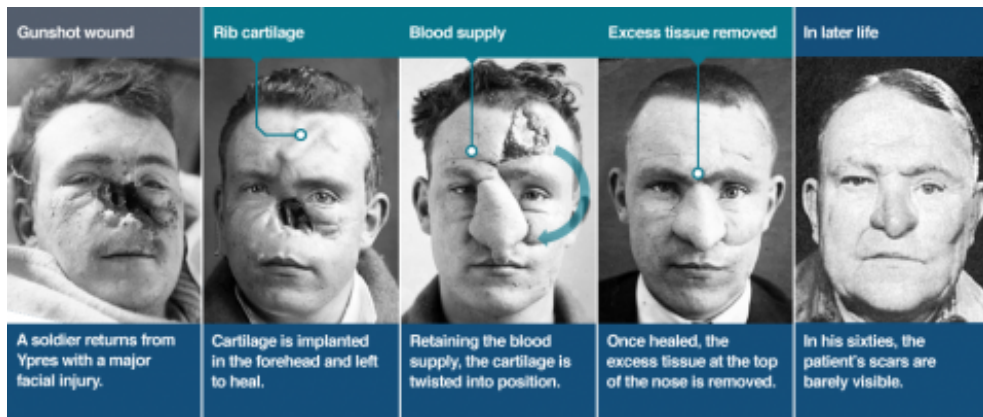 Gunshot wound
Rib cartilage
Blood supply
Excess tissue removed
In later life
A soldier returns from
Ypres with a major
facial injury.
Cartilage is implanted
in the forehead and left
to heal.
Retaining the blood
supply, the cartilage is
twisted into position.
Once healed, the
excess tissue at the top
of the nose is removed.
In his sixties, the
patient's scars are
barely visible.